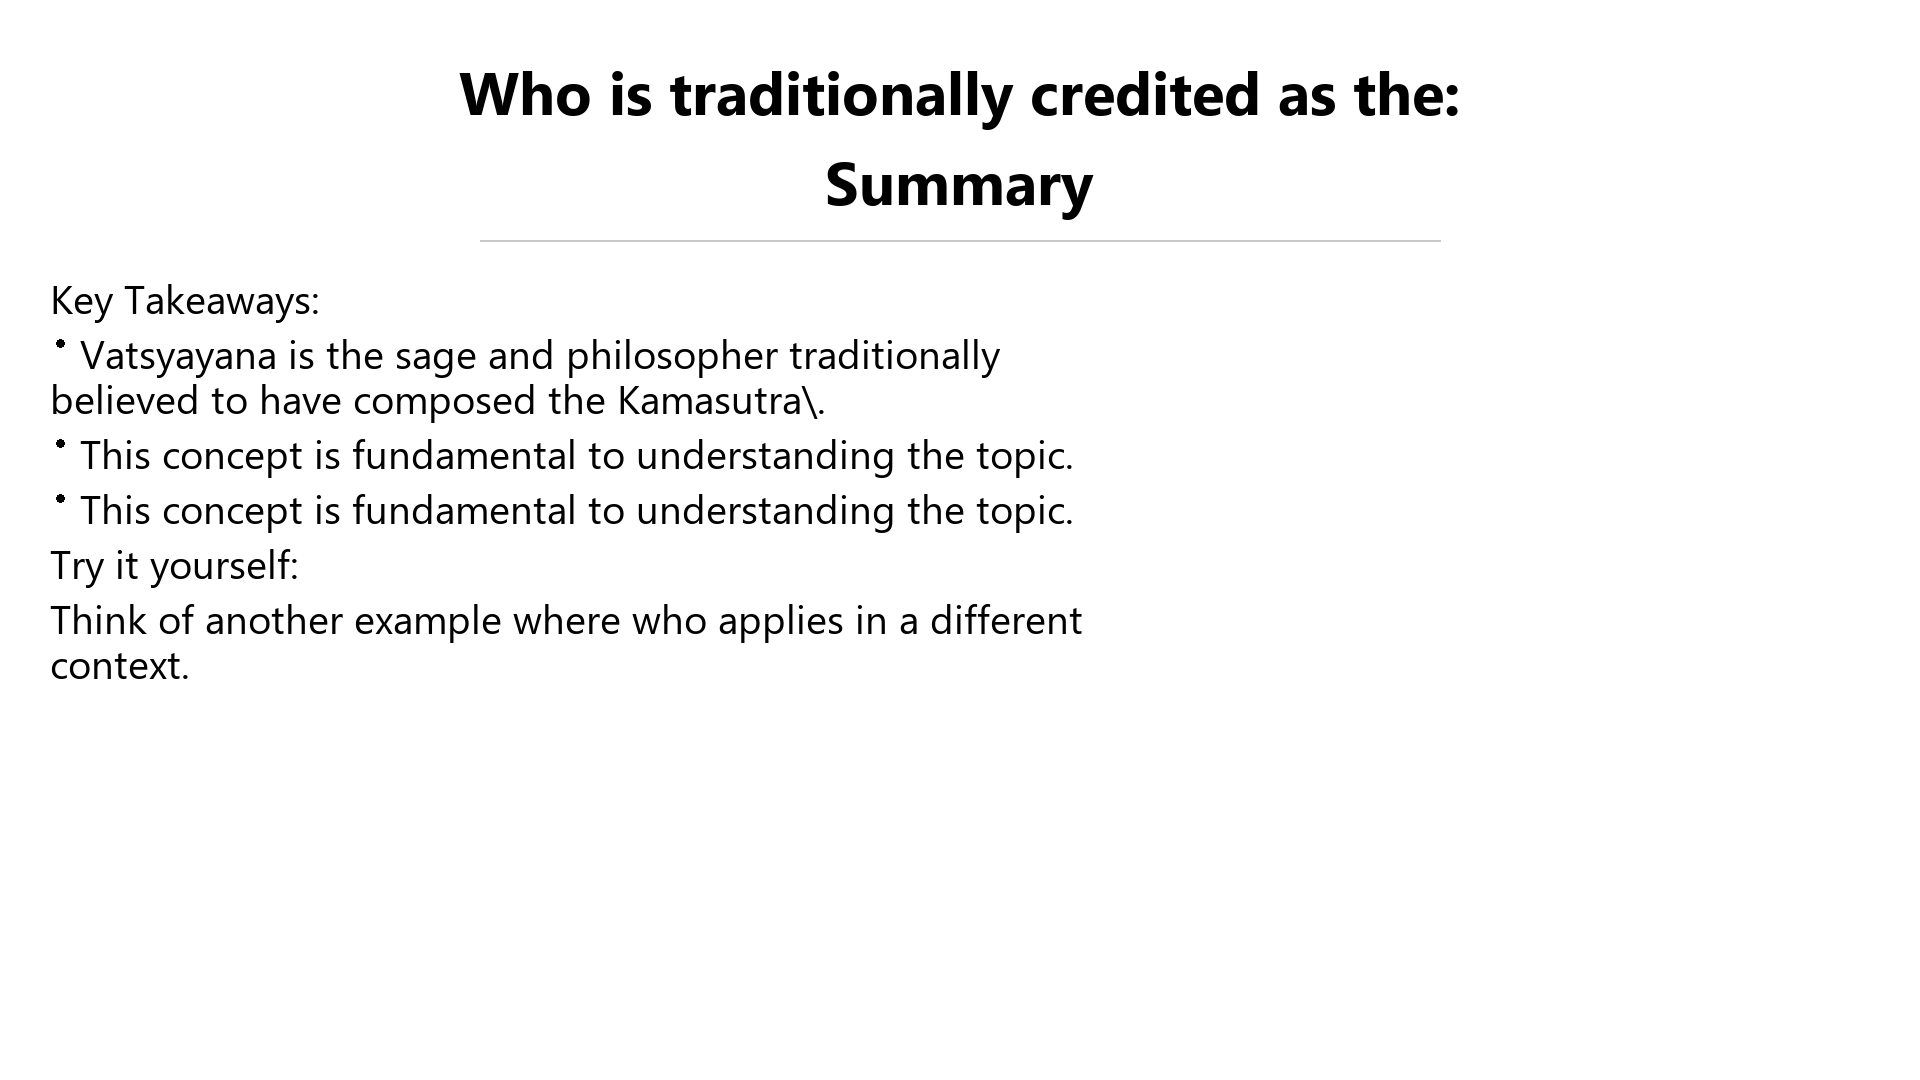 Who is traditionally credited as the:
Summary
Key Takeaways:
• Vatsyayana is the sage and philosopher traditionally
believed to have composed the Kamasutra\.
• This concept is fundamental to understanding the topic.
• This concept is fundamental to understanding the topic.
Try it yourself:
Think of another example where who applies in a different
context.